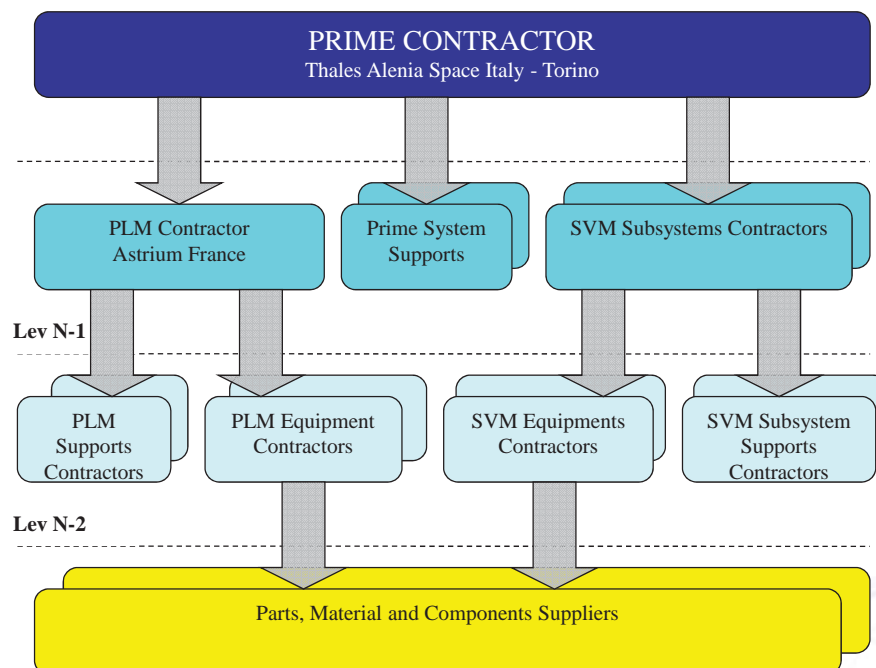 PRIME CONTRACTOR
Thales Alenia Space Italy - Torino
PLM Contractor
Astrium France
Prime System
Supports
SVM Subsystems Contractors
Lev N-1
PLM
Supports
Contractors
PLM Equipment
Contractors
SVM Equipments
Contractors
SVM Subsystem
Supports
Contractors
Lev N-2
Parts, Material and Components Suppliers